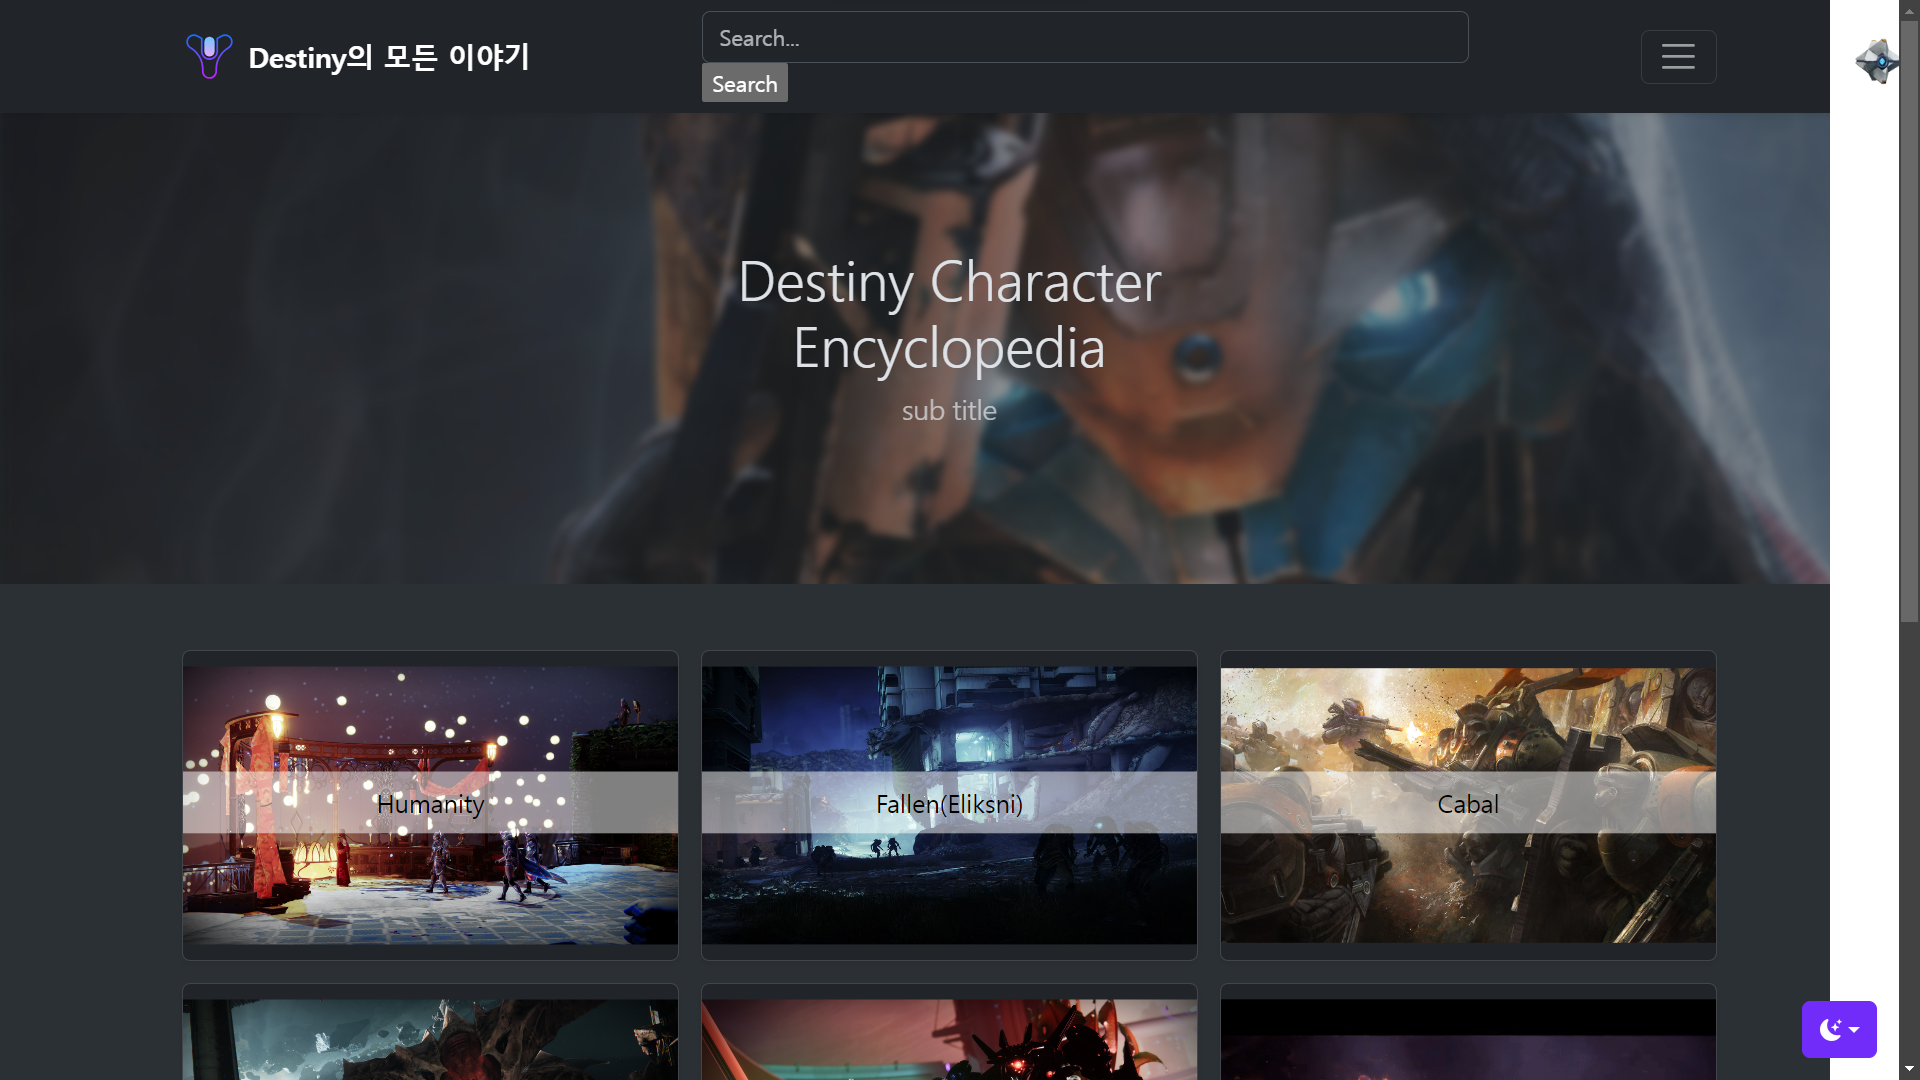 Destiny의 모든 이야기
Search...
Search
Destiny Character
Encyclopedia
sub title
Humanity
Fallen(Eliksni)
Cabal